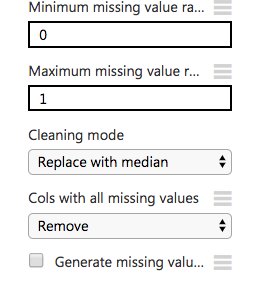 Minimum missing value ra...
0
Maximum missing value r...
1
Cleaning mode
Replace with median
Cols with all missing values
Remove
Generate missing valu...